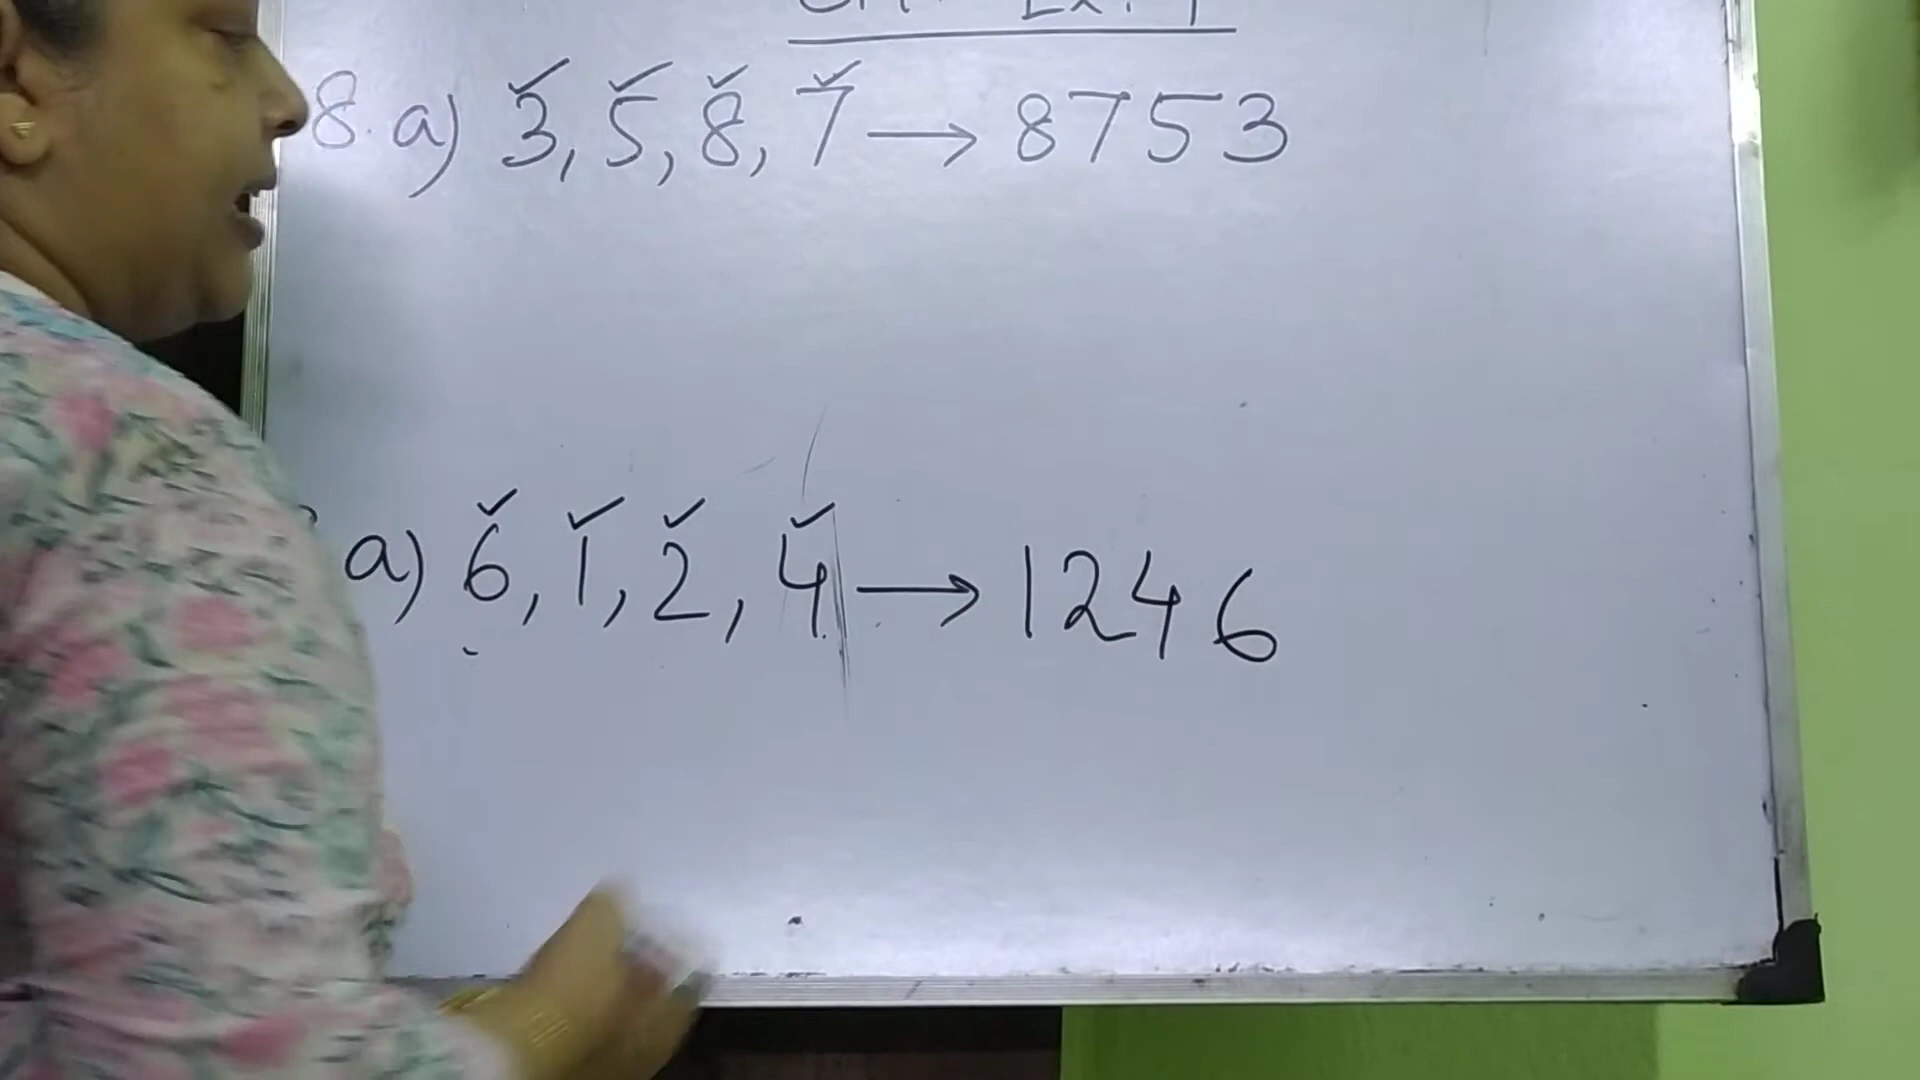 8. a) 3, 5, 8, 7 → 8753
a) 6, 1, 2, 4 → 1246